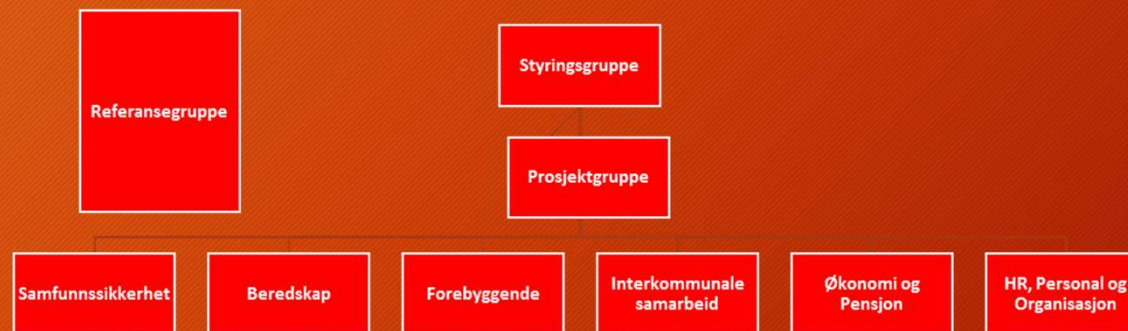 Referansegruppe
Styringsgruppe
Prosjektgruppe
Samfunnssikkerhet
Beredskap
Forebyggende
Interkommunale
samarbeid
Økonomi og
Pensjon
HR, Personal og
Organisasjon